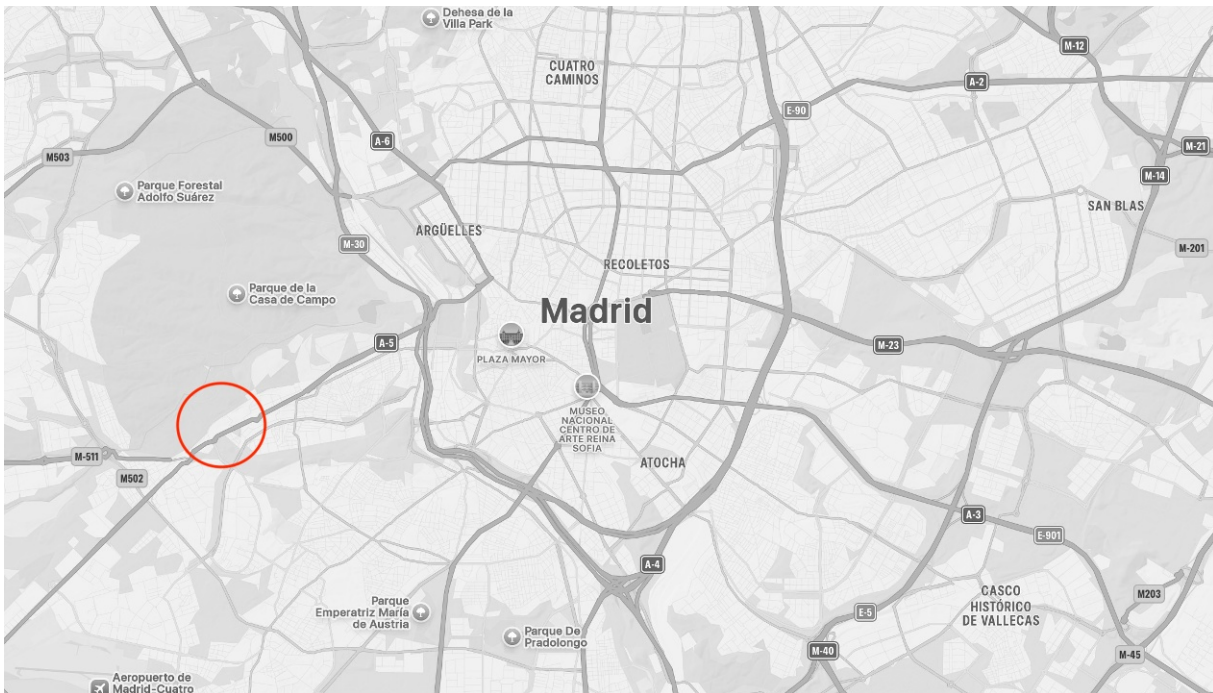 Dehesa de la
Villa Park
M-12
CUATRO
CAMINOS
A-2
E-90
M500
A-6
M503
M-21
M-14
Parque Forestal
Adolfo Suárez
SAN BLAS
ARGÜELLES
M-30
M-201
RECOLETOS
Parque de la
Casa de Campo
Madrid
A-5
M-23
PLAZA MAYOR
MUSEO
NACIONAL
CENTRO DE
ARTE REINA
SOFIA
M-511
ATOCHA
M502
A-3
E-901
A-4
CASCO
HISTÓRICO
DE VALLECAS
M203
Parque
Emperatriz María
de Austria
E-5
Parque De
Pradolongo
M-40
M-45
Aeropuerto de
Madrid-Cuatro